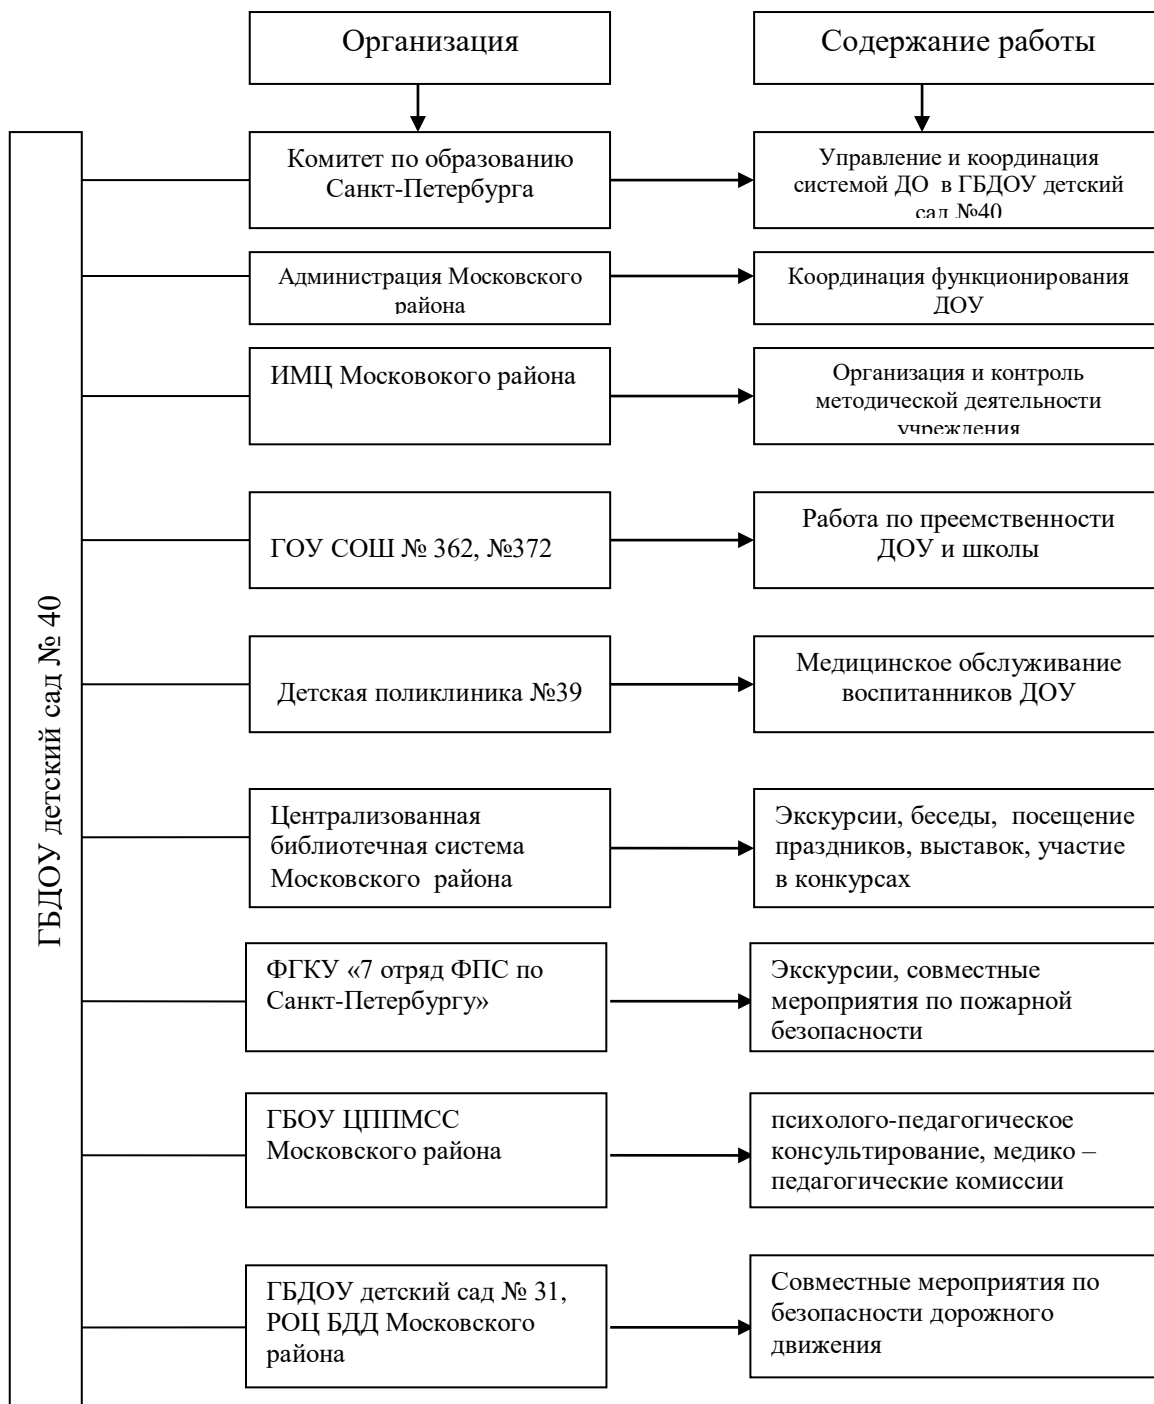 Организация
Содержание работы
ГБДОУ детский сад № 40
Комитет по образованию
Санкт-Петербурга
Управление и координация
системой ДО в ГБДОУ детский
сад №40
Администрация Московского
района
Координация функционирования
ДОУ
ИМЦ Московокого района
Организация и контроль
методической деятельности
учреждения
ГОУ СОШ № 362, №372
Работа по преемственности
ДОУ и школы
Детская поликлиника №39
Медицинское обслуживание
воспитанников ДОУ
Централизованная
библиотечная система
Московского района
Экскурсии, беседы, посещение
праздников, выставок, участие
в конкурсах
ФГКУ «7 отряд ФПС по
Санкт-Петербургу»
Экскурсии, совместные
мероприятия по пожарной
безопасности
ГБОУ ЦППМСС
Московского района
психолого-педагогическое
консультирование, медико –
педагогические комиссии
ГБДОУ детский сад № 31,
РОЦ БДД Московского
района
Совместные мероприятия по
безопасности дорожного
движения